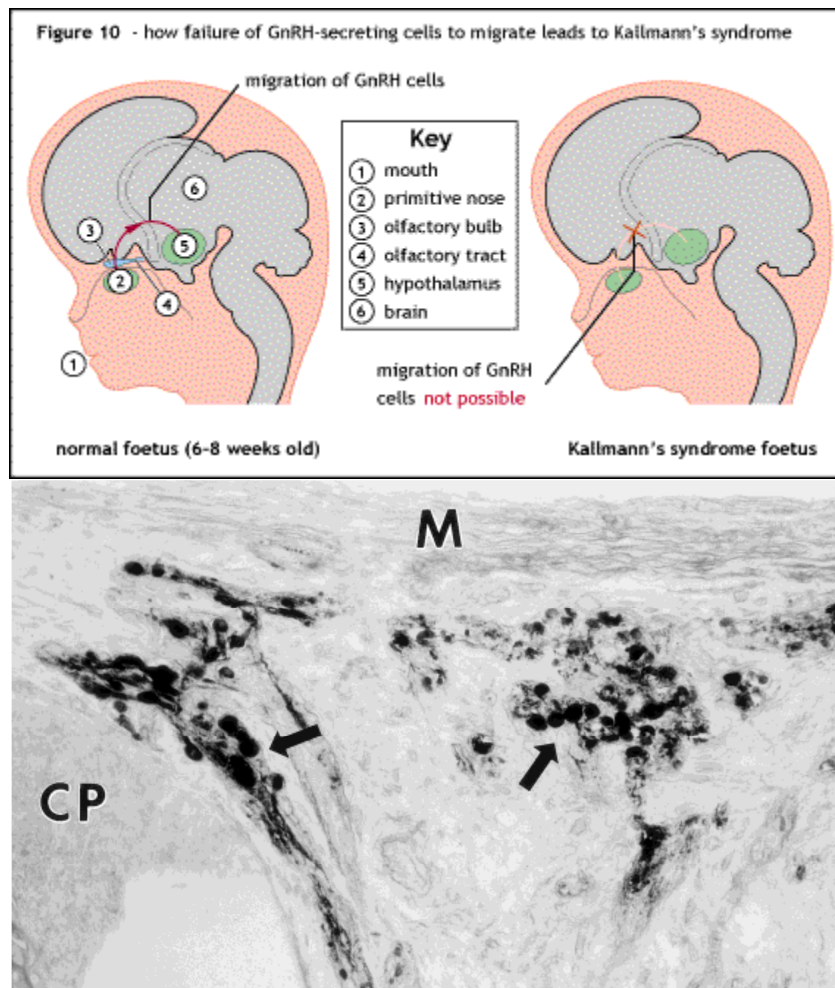 Figure 10 - how failure of GnRH-secreting cells to migrate leads to Kallmann's syndrome
migration of GnRH cells
Key
1 mouth
2 primitive nose
3 olfactory bulb
4 olfactory tract
5 hypothalamus
6 brain
6
3
5
2
4
1
migration of GnRH
cells not possible
normal foetus (6-8 weeks old)
Kallmann's syndrome foetus
M
CP